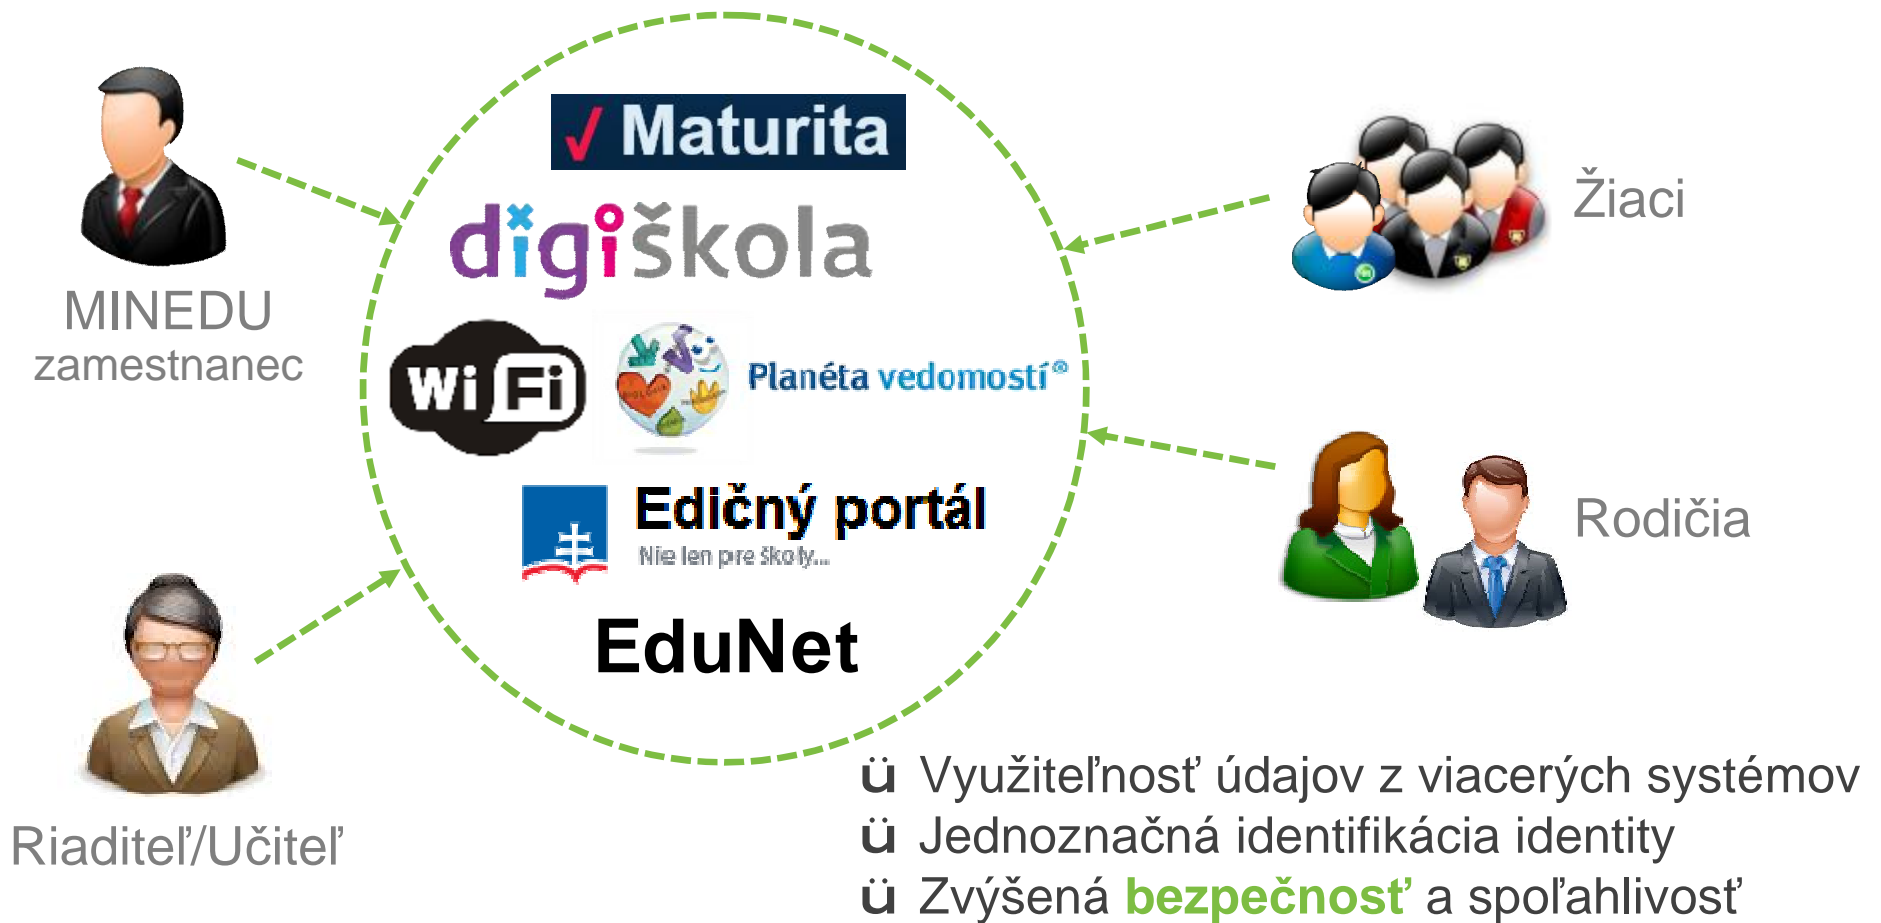 Maturita
digiškola
Žiaci
MINEDU
zamestnanec
Wi Fi
Planéta vedomostí®
Edičný portál
Nie len pre školy...
Rodičia
EduNet
Riaditeľ/Učiteľ
ü Využiteľnosť údajov z viacerých systémov
ü Jednoznačná identifikácia identity
ü Zvýšená bezpečnosť a spoľahlivosť